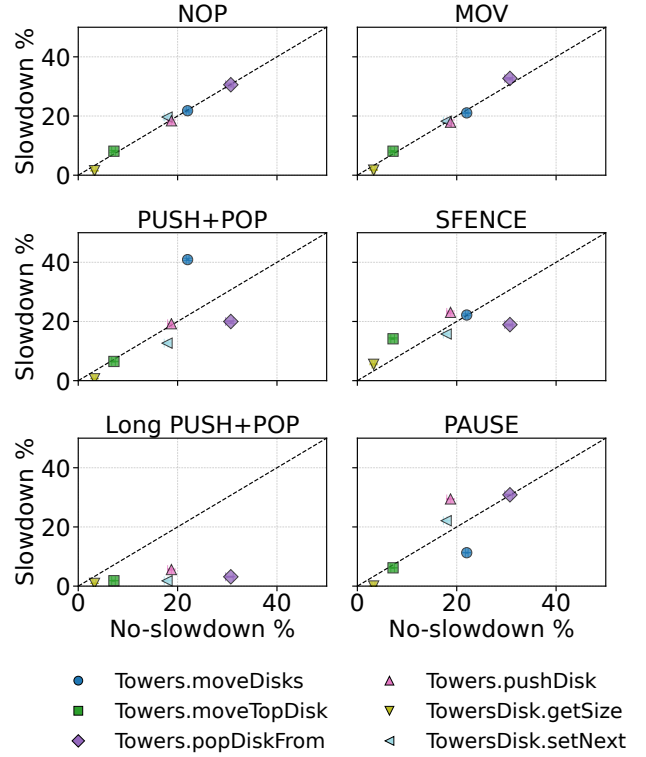 NOP MOV
Slowdown %
40
20
0
PUSH+POP SFENCE
Slowdown %
40
20
0
Long PUSH+POP PAUSE
Slowdown %
40
20
0
0 20 40 0 20 40
No-slowdown % No-slowdown %
Towers.moveDisks Towers.pushDisk
Towers.moveTopDisk TowersDisk.getSize
Towers.popDiskFrom TowersDisk.setNext